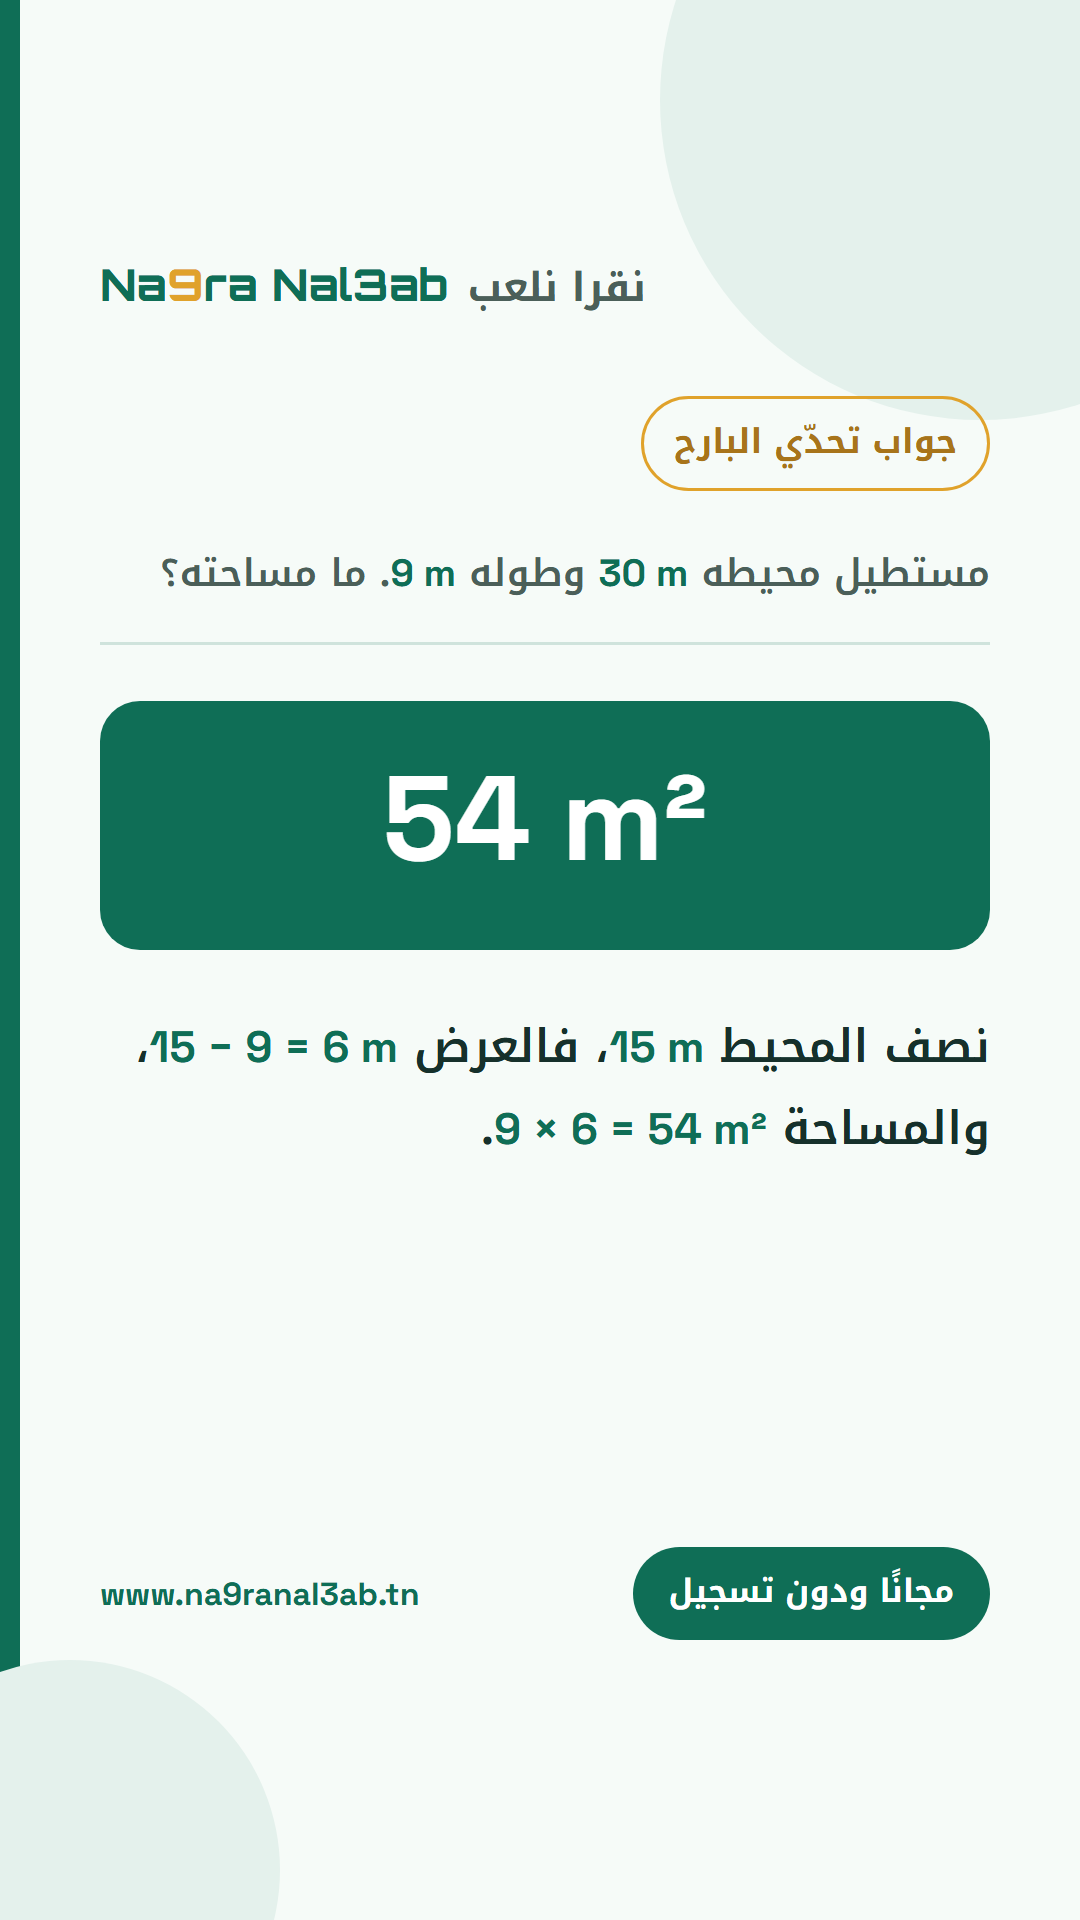 Na9ra Nal3ab نقرا نلعب
جواب تحدّي البارح
مستطيل محيطه 30 m وطوله 9 m. ما مساحته؟
54 m²
نصف المحيط 15 m، فالعرض 15 − 9 = 6 m،
والمساحة 9 × 6 = 54 m².
www.na9ranal3ab.tn
مجانًا ودون تسجيل